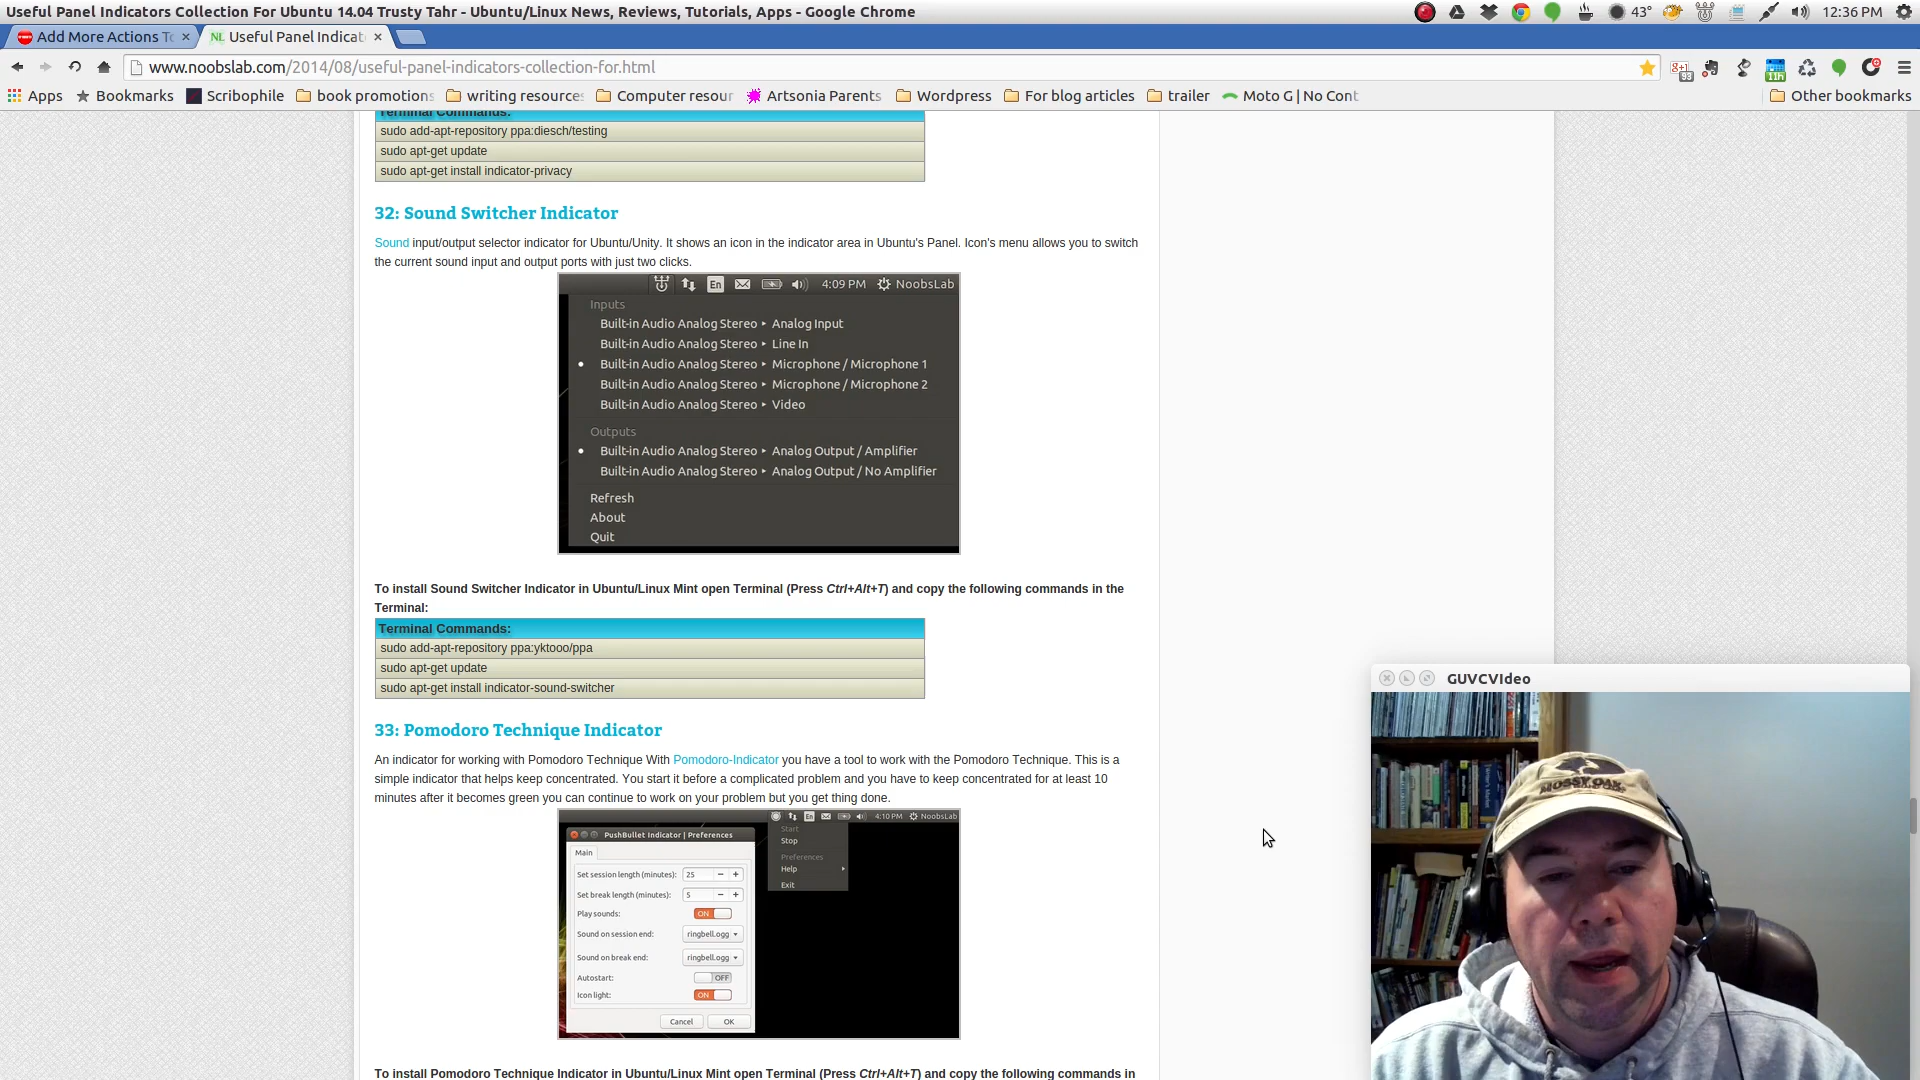 Useful Panel Indicators Collection For Ubuntu 14.04 Trusty Tahr - Ubuntu/Linux News, Reviews, Tutorials, Apps - Google Chrome
43° 12:36 PM
Add More Actions To
NL Useful Panel Indicat
www.noobslab.com/2014/08/useful-panel-indicators-collection-for.html
93
11h
Apps Bookmarks Scribophile book promotions writing resources Computer resour Artsonia Parents Wordpress For blog articles trailer Moto G | No Cont Other bookmarks
Terminal Commands:
sudo add-apt-repository ppa:diesch/testing
sudo apt-get update
sudo apt-get install indicator-privacy
32: Sound Switcher Indicator
Sound input/output selector indicator for Ubuntu/Unity. It shows an icon in the indicator area in Ubuntu's Panel. Icon's menu allows you to switch
the current sound input and output ports with just two clicks.
En 4:09 PM NoobsLab
Inputs
Built-in Audio Analog Stereo ‣ Analog Input
Built-in Audio Analog Stereo ‣ Line In
• Built-in Audio Analog Stereo ‣ Microphone / Microphone 1
Built-in Audio Analog Stereo ‣ Microphone / Microphone 2
Built-in Audio Analog Stereo ‣ Video
Outputs
• Built-in Audio Analog Stereo ‣ Analog Output / Amplifier
Built-in Audio Analog Stereo ‣ Analog Output / No Amplifier
Refresh
About
Quit
To install Sound Switcher Indicator in Ubuntu/Linux Mint open Terminal (Press Ctrl+Alt+T) and copy the following commands in the
Terminal:
Terminal Commands:
sudo add-apt-repository ppa:yktooo/ppa
sudo apt-get update
sudo apt-get install indicator-sound-switcher
33: Pomodoro Technique Indicator
An indicator for working with Pomodoro Technique With Pomodoro-Indicator you have a tool to work with the Pomodoro Technique. This is a
simple indicator that helps keep concentrated. You start it before a complicated problem and you have to keep concentrated for at least 10
minutes after it becomes green you can continue to work on your problem but you get thing done.
En 4:10 PM NoobsLab
PushBullet Indicator | Preferences
Main
Set session length (minutes): 25 − +
Set break length (minutes): 5 − +
Play sounds: ON
Sound on session end: ringbell.ogg
Sound on break end: ringbell.ogg
Autostart: OFF
Icon light: ON
Cancel OK
Start
Stop
Preferences
Help
Exit
To install Pomodoro Technique Indicator in Ubuntu/Linux Mint open Terminal (Press Ctrl+Alt+T) and copy the following commands in
GUVCVIdeo
MOSSY OAK